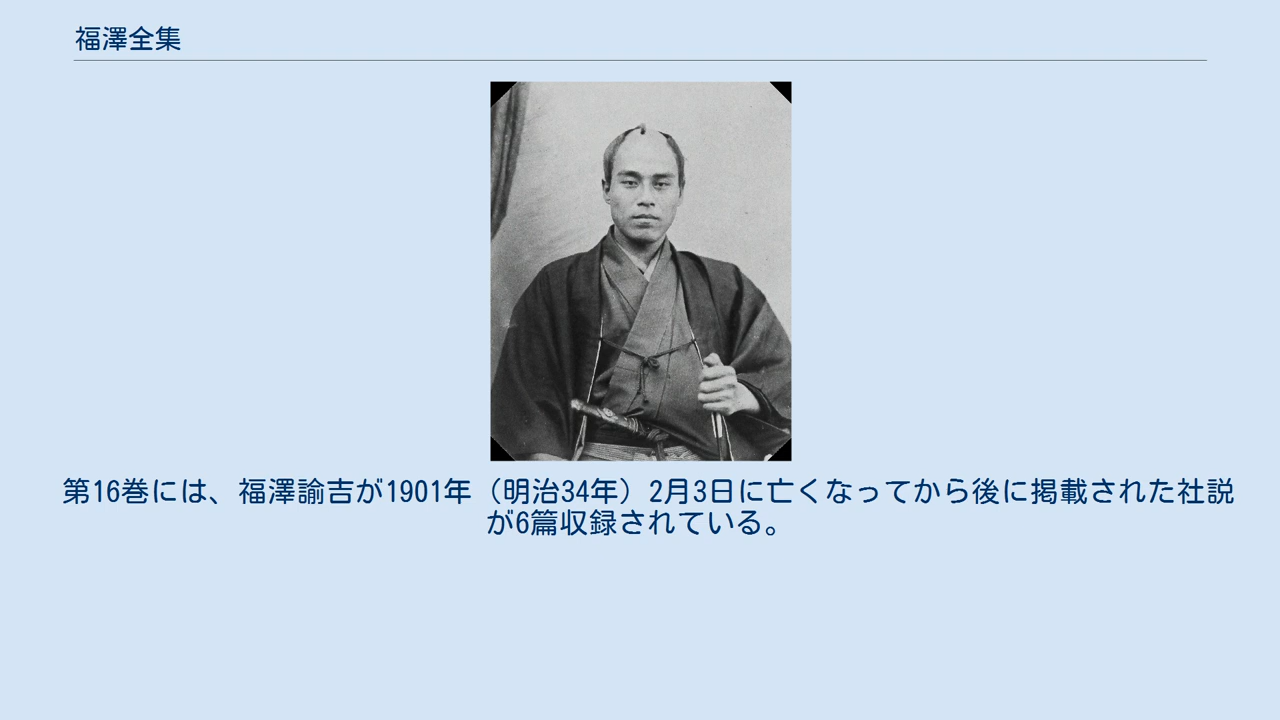 福澤全集
第16巻には、福澤諭吉が1901年（明治34年）2月3日に亡くなってから後に掲載された社説
が6篇収録されている。